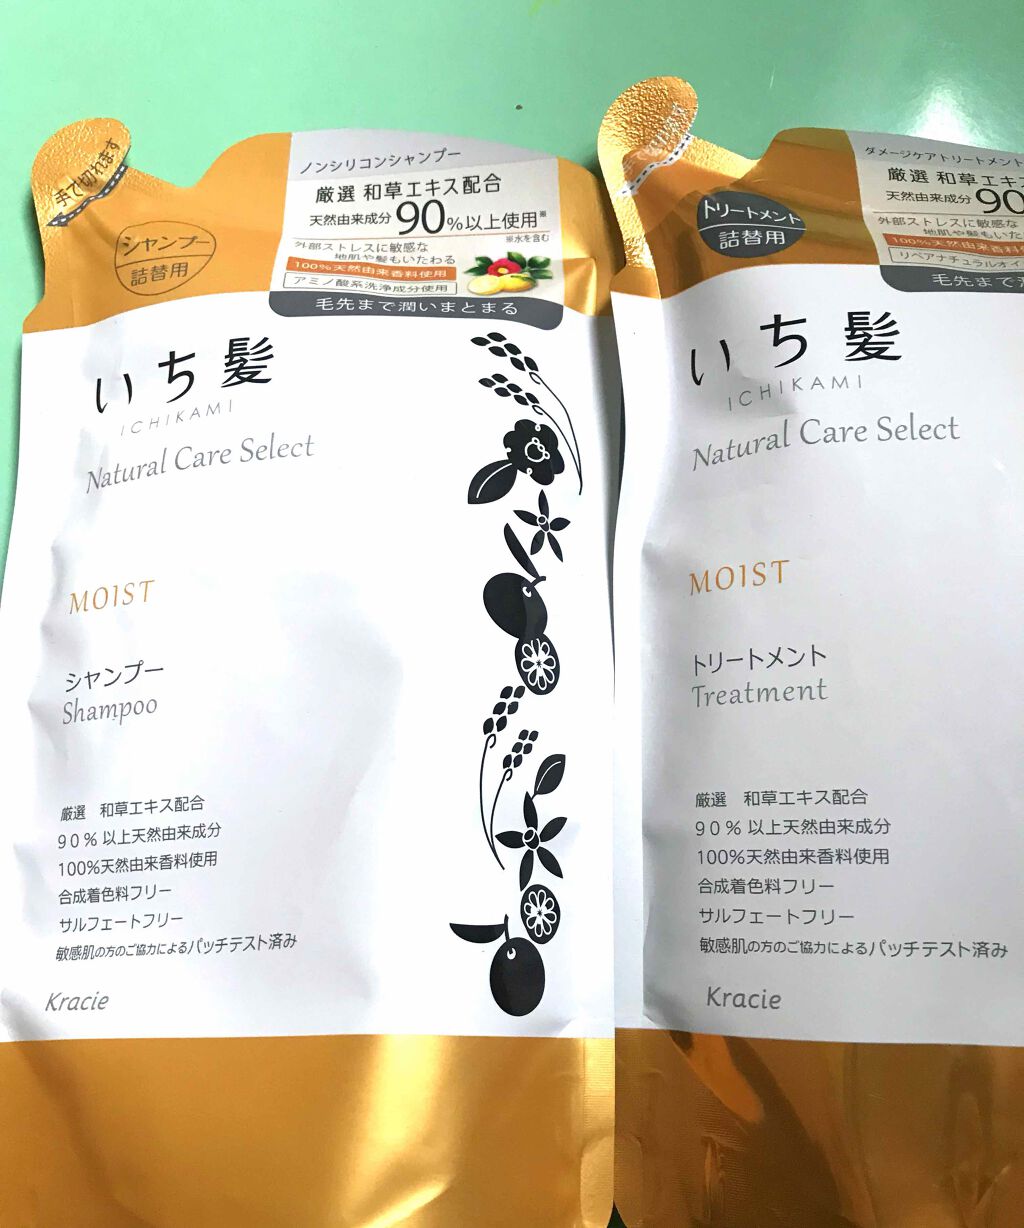 手で切れます
シャンプー
詰替用
ノンシリコンシャンプー
厳選 和草エキス配合
天然由来成分90%以上使用※
※水を含む
外部ストレスに敏感な
地肌や髪もいたわる
100%天然由来香料使用
アミノ酸系洗浄成分使用
毛先まで潤いまとまる
いち髪
ICHIKAMI
Natural Care Select
MOIST
シャンプー
Shampoo
厳選 和草エキス配合
90%以上天然由来成分
100%天然由来香料使用
合成着色料フリー
サルフェートフリー
敏感肌の方のご協力によるパッチテスト済み
Kracie
トリートメント
詰替用
ダメージケアトリートメント
厳選 和草エキス
天然由来成分90
外部ストレスに敏感な
地肌や髪もいた
100%天然由来香料
リペアナチュラルオイ
毛先まで
いち髪
ICHIKAMI
Natural Care Select
MOIST
トリートメント
Treatment
厳選 和草エキス配合
90%以上天然由来成分
100%天然由来香料使用
合成着色料フリー
サルフェートフリー
敏感肌の方のご協力によるパッチテスト済み
Kracie